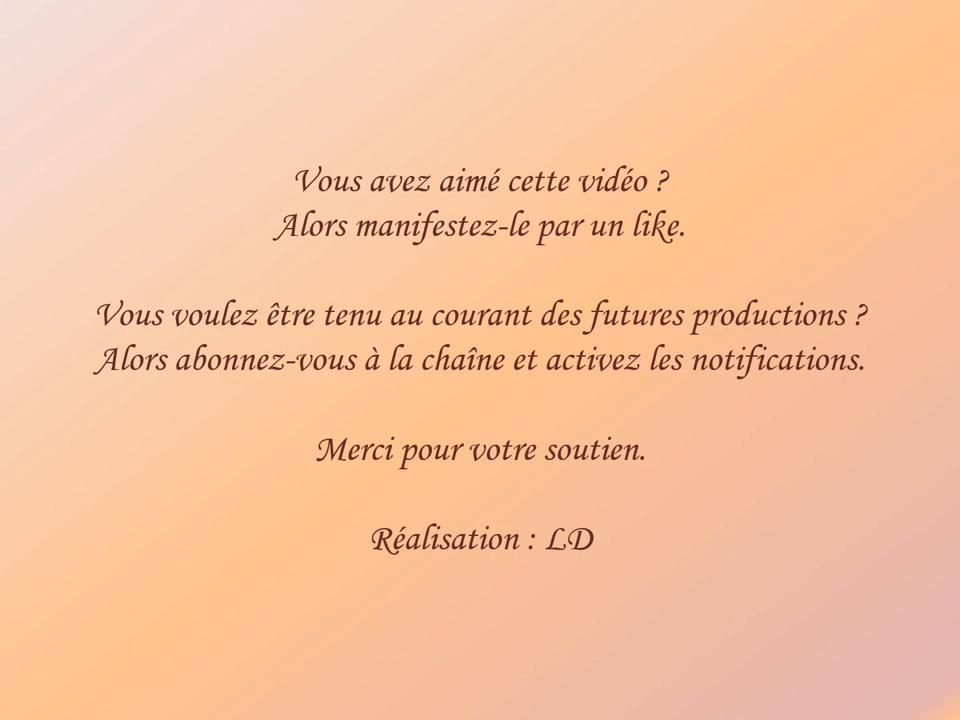 Vous avez aimé cette vidéo ?
Alors manifestez-le par un like.
Vous voulez être tenu au courant des futures productions ?
Alors abonnez-vous à la chaîne et activez les notifications.
Merci pour votre soutien.
Réalisation : LD